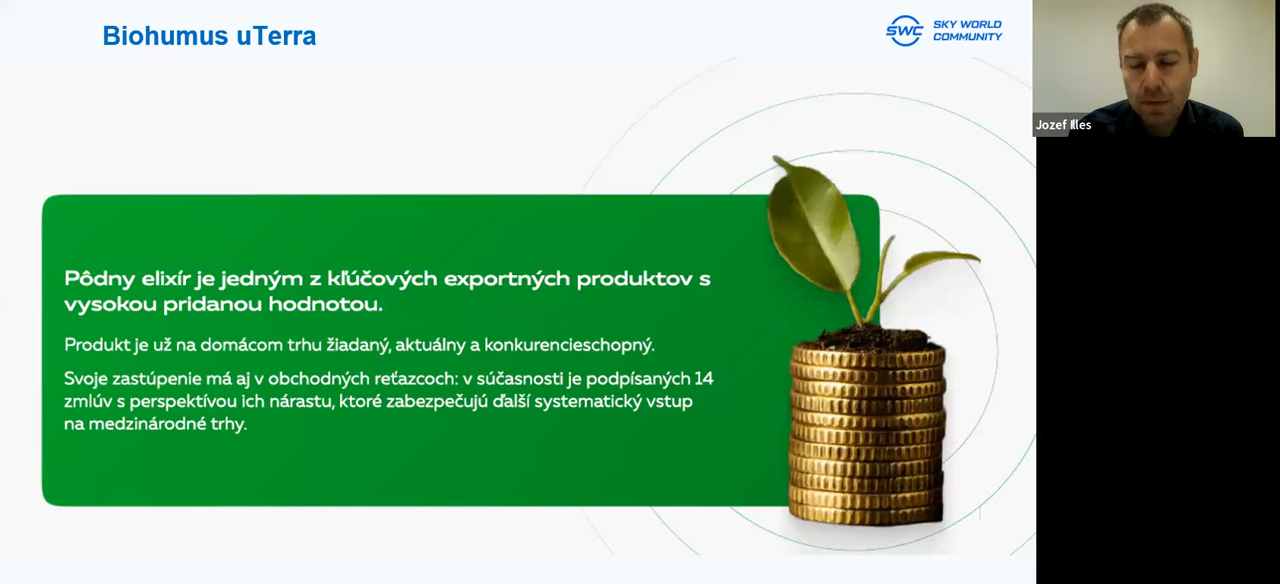 Biohumus uTerra
SWC
SKY WORLD
COMMUNITY
Jozef Illes
Pôdny elixír je jedným z kľúčových exportných produktov s
vysokou pridanou hodnotou.
Produkt je už na domácom trhu žiadaný, aktuálny a konkurencieschopný.
Svoje zastúpenie má aj v obchodných reťazcoch: v súčasnosti je podpísaných 14
zmlúv s perspektívou ich nárastu, ktoré zabezpečujú ďalší systematický vstup
na medzinárodné trhy.